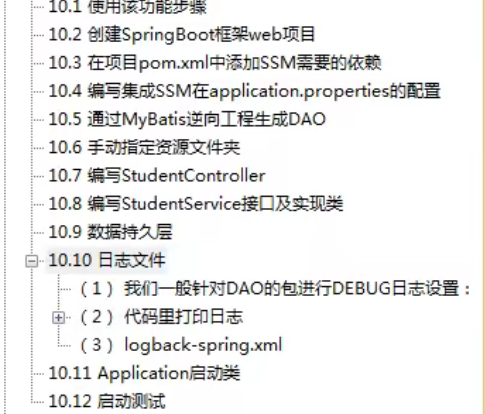 10.1 使用该功能步骤
10.2 创建SpringBoot框架web项目
10.3 在项目pom.xml中添加SSM需要的依赖
10.4 编写集成SSM在application.properties的配置
10.5 通过MyBatis逆向工程生成DAO
10.6 手动指定资源文件夹
10.7 编写StudentController
10.8 编写StudentService接口及实现类
10.9 数据持久层
10.10 日志文件
（1） 我们一般针对DAO的包进行DEBUG日志设置：
（2） 代码里打印日志
（3） logback-spring.xml
10.11 Application启动类
10.12 启动测试